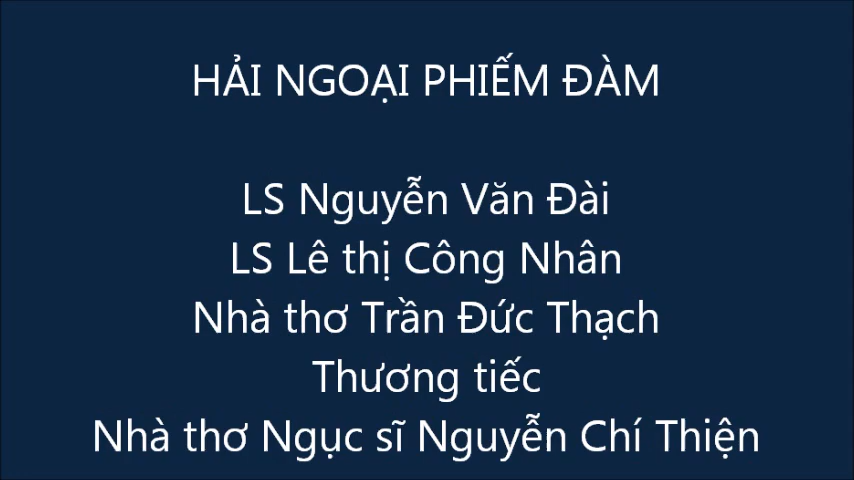 HẢI NGOẠI PHIẾM ĐÀM
LS Nguyễn Văn Đài
LS Lê thị Công Nhân
Nhà thơ Trần Đức Thạch
Thương tiếc
Nhà thơ Ngục sĩ Nguyễn Chí Thiện